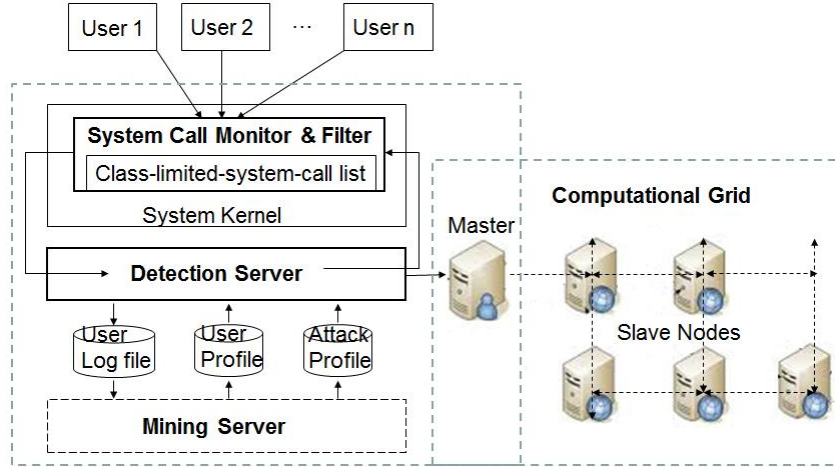 User 1
User 2
...
User n
System Call Monitor & Filter
Class-limited-system-call list
System Kernel
Computational Grid
Master
Detection Server
Slave Nodes
User
Log file
User
Profile
Attack
Profile
Mining Server